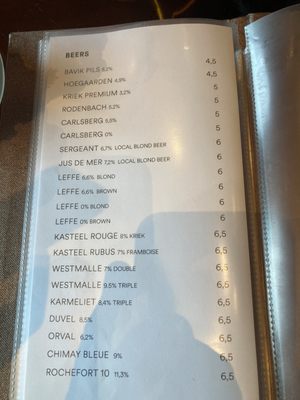 BEERS
BAVIK PILS 5,2% 4,5
HOEGAARDEN 4,9% 4,5
KRIEK PREMIUM 3,2% 5
RODENBACH 5,2% 5
CARLSBERG 5,5% 5
CARLSBERG 0% 5
SERGEANT 6,7% LOCAL BLOND BEER 6
JUS DE MER 7,2% LOCAL BLOND BEER 6
LEFFE 6,6% BLOND 6
LEFFE 6,6% BROWN 6
LEFFE 0% BLOND 6
LEFFE 0% BROWN 6
KASTEEL ROUGE 8% KRIEK 6,5
KASTEEL RUBUS 7% FRAMBOISE 6,5
WESTMALLE 7% DOUBLE 6,5
WESTMALLE 9.5% TRIPLE 6,5
KARMELIET 8,4% TRIPLE 6,5
DUVEL 8,5% 6,5
ORVAL 6,2% 6,5
CHIMAY BLEUE 9% 6,5
ROCHEFORT 10 11,3% 6,5